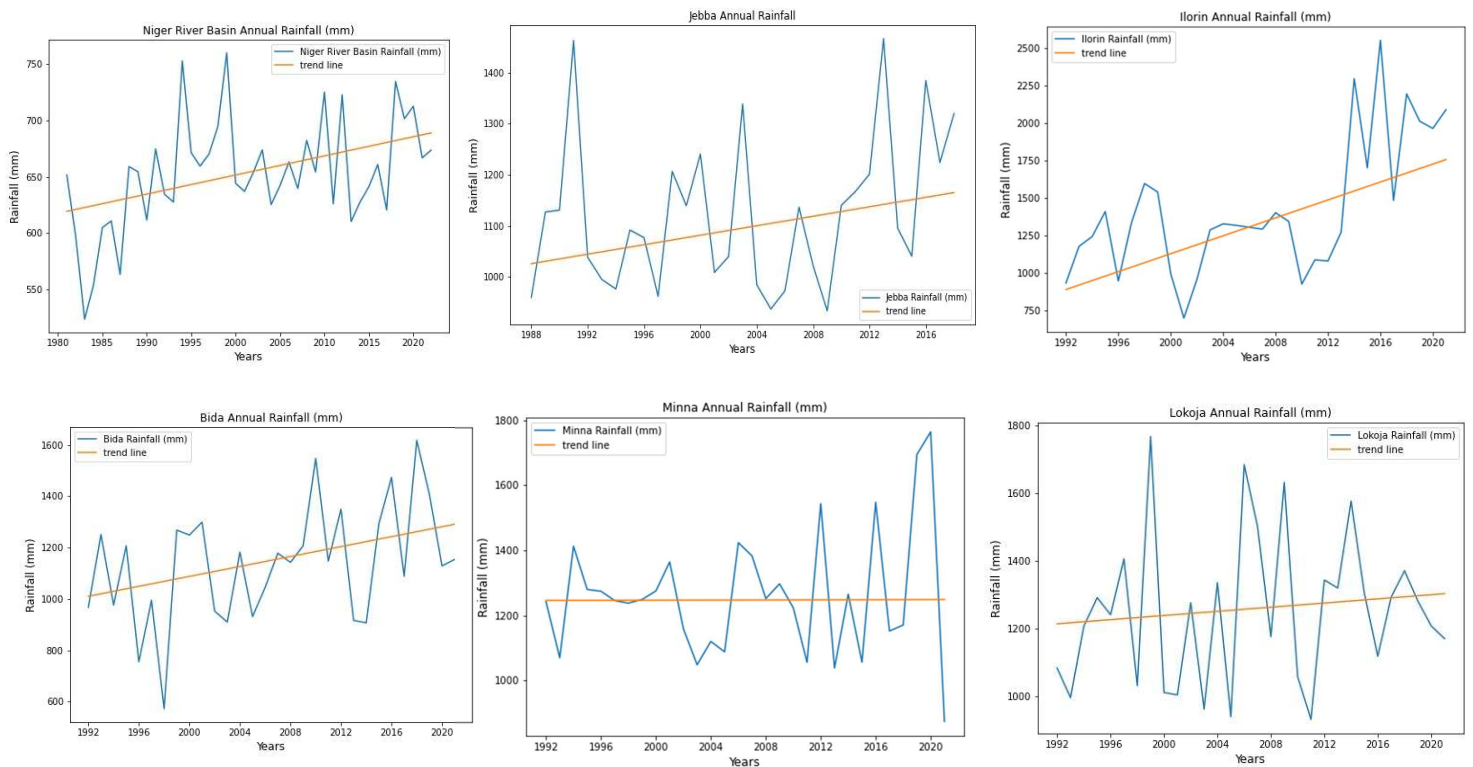 Niger River Basin Annual Rainfall (mm)
Niger River Basin Rainfall (mm)
trend line
750
700
650
600
550
Rainfall (mm)
1980 1985 1990 1995 2000 2005 2010 2015 2020
Years
Jebba Annual Rainfall
1400
1300
1200
1100
1000
Rainfall (mm)
Jebba Rainfall (mm)
trend line
1988 1992 1996 2000 2004 2008 2012 2016
Years
Ilorin Annual Rainfall (mm)
Ilorin Rainfall (mm)
trend line
2500
2250
2000
1750
1500
1250
1000
750
Rainfall (mm)
1992 1996 2000 2004 2008 2012 2016 2020
Years
Bida Annual Rainfall (mm)
Bida Rainfall (mm)
trend line
1600
1400
1200
1000
800
600
Rainfall (mm)
1992 1996 2000 2004 2008 2012 2016 2020
Years
Minna Annual Rainfall (mm)
Minna Rainfall (mm)
trend line
1800
1600
1400
1200
1000
Rainfall (mm)
1992 1996 2000 2004 2008 2012 2016 2020
Years
Lokoja Annual Rainfall (mm)
Lokoja Rainfall (mm)
trend line
1800
1600
1400
1200
1000
Rainfall (mm)
1992 1996 2000 2004 2008 2012 2016 2020
Years